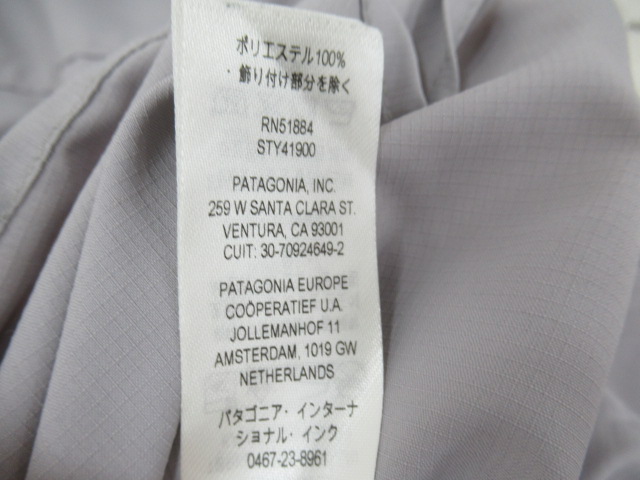 ポリエステル100%
・飾り付け部分を除く
RN51884
STY41900
PATAGONIA, INC.
259 W SANTA CLARA ST.
VENTURA, CA 93001
CUIT: 30-70924649-2
PATAGONIA EUROPE
COÖPERATIEF U.A.
JOLLEMANHOF 11
AMSTERDAM, 1019 GW
NETHERLANDS
パタゴニア・インターナ
ショナル・インク
0467-23-8961